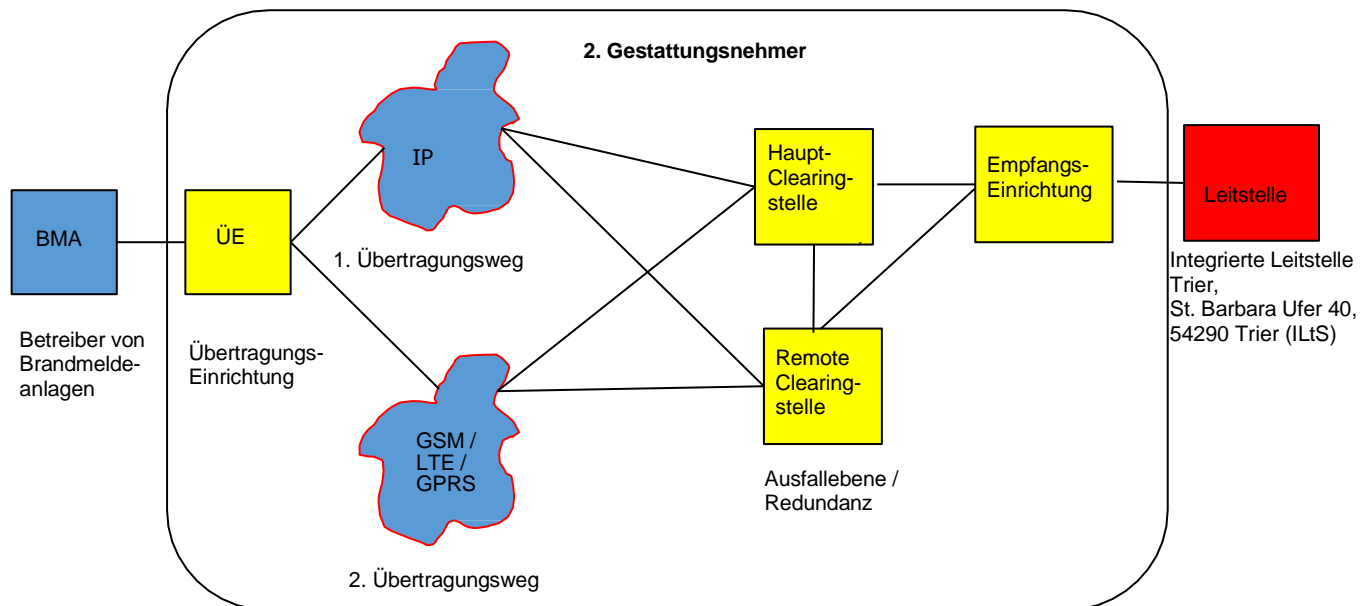 2. Gestattungsnehmer
BMA
Betreiber von
Brandmelde-
anlagen
ÜE
Übertragungs-
Einrichtung
IP
1. Übertragungsweg
GSM /
LTE /
GPRS
2. Übertragungsweg
Haupt-
Clearing-
stelle
Remote
Clearing-
stelle
Ausfallebene /
Redundanz
Empfangs-
Einrichtung
Leitstelle
Integrierte Leitstelle
Trier,
St. Barbara Ufer 40,
54290 Trier (ILtS)